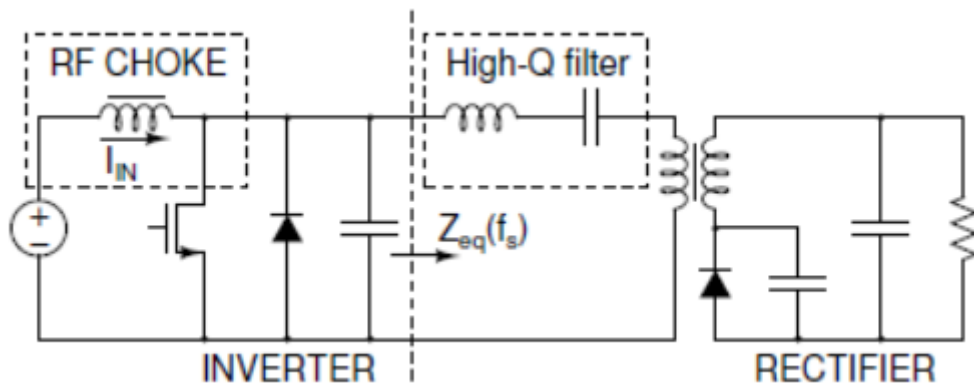 RF CHOKE
High-Q filter
I_IN
+
−
Z_eq(f_s)
INVERTER
RECTIFIER